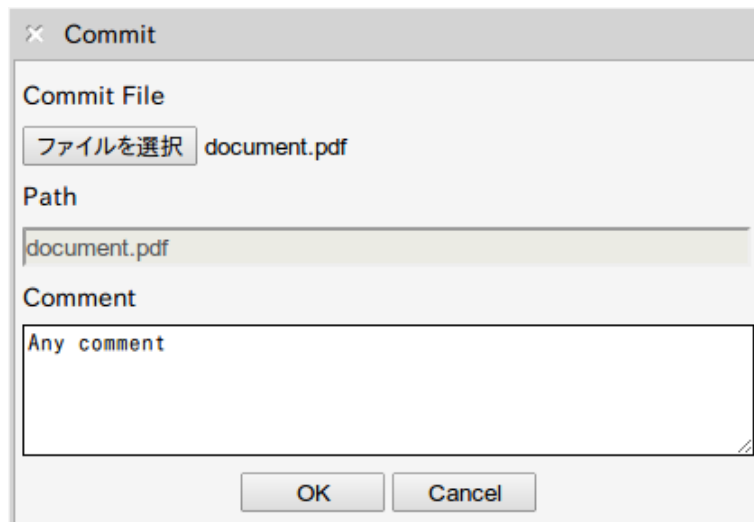 Commit
Commit File
ファイルを選択 document.pdf
Path
document.pdf
Comment
Any comment
OK Cancel